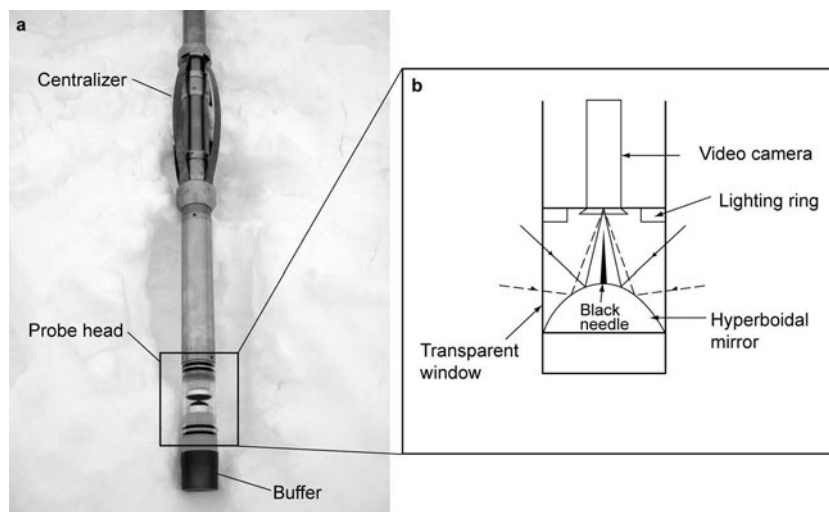 a
Centralizer
Probe head
Buffer
b
Video camera
Lighting ring
Black
needle
Hyperboidal
mirror
Transparent
window